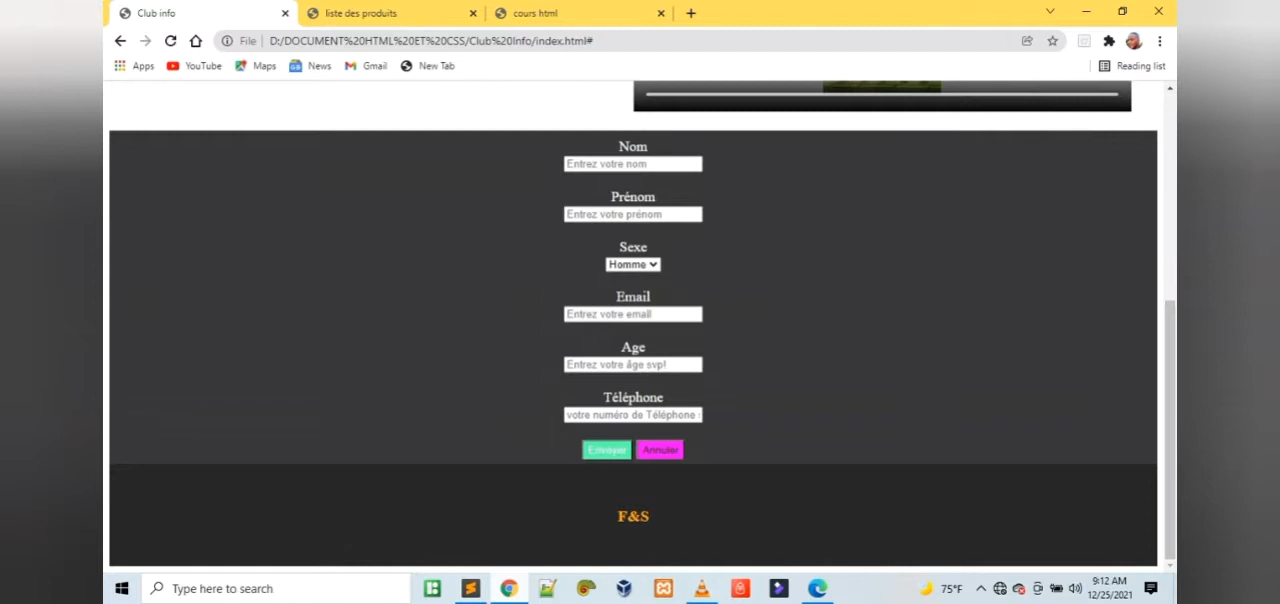 Club info
liste des produits
cours html
File
D:/DOCUMENT%20HTML%20ET%20CSS/Club%20Info/index.html#
Apps
YouTube
Maps
News
Gmail
New Tab
Reading list
Nom
Entrez votre nom
Prénom
Entrez votre prénom
Sexe
Homme
Email
Entrez votre email
Age
Entrez votre âge svp!
Téléphone
votre numéro de Téléphone
Envoyer
Annuler
F&S
Type here to search
75°F
9:12 AM
12/25/2021